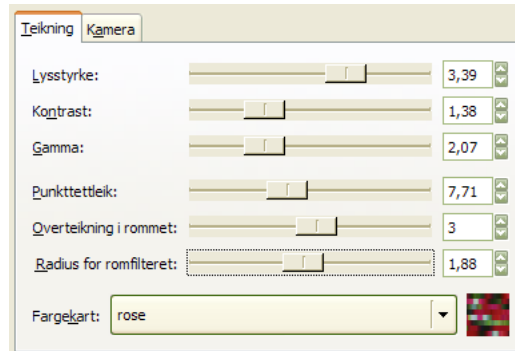 Teikning Kamera
Lysstyrke: 3,39
Kontrast: 1,38
Gamma: 2,07
Punkttettleik: 7,71
Overteikning i rommet: 3
Radius for romfilteret: 1,88
Fargekart: rose